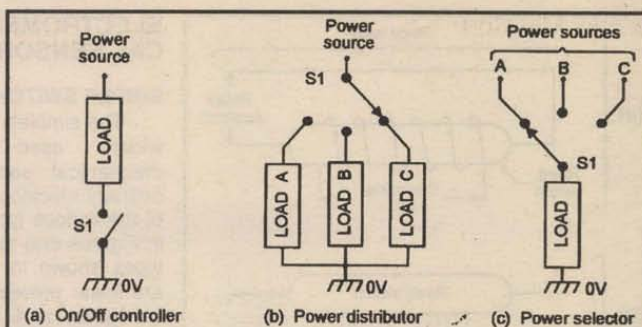 Power
source
LOAD
S1
0V
(a) On/Off controller
Power
source
S1
LOAD A
LOAD B
LOAD C
0V
(b) Power distributor
Power sources
A B C
S1
LOAD
0V
(c) Power selector